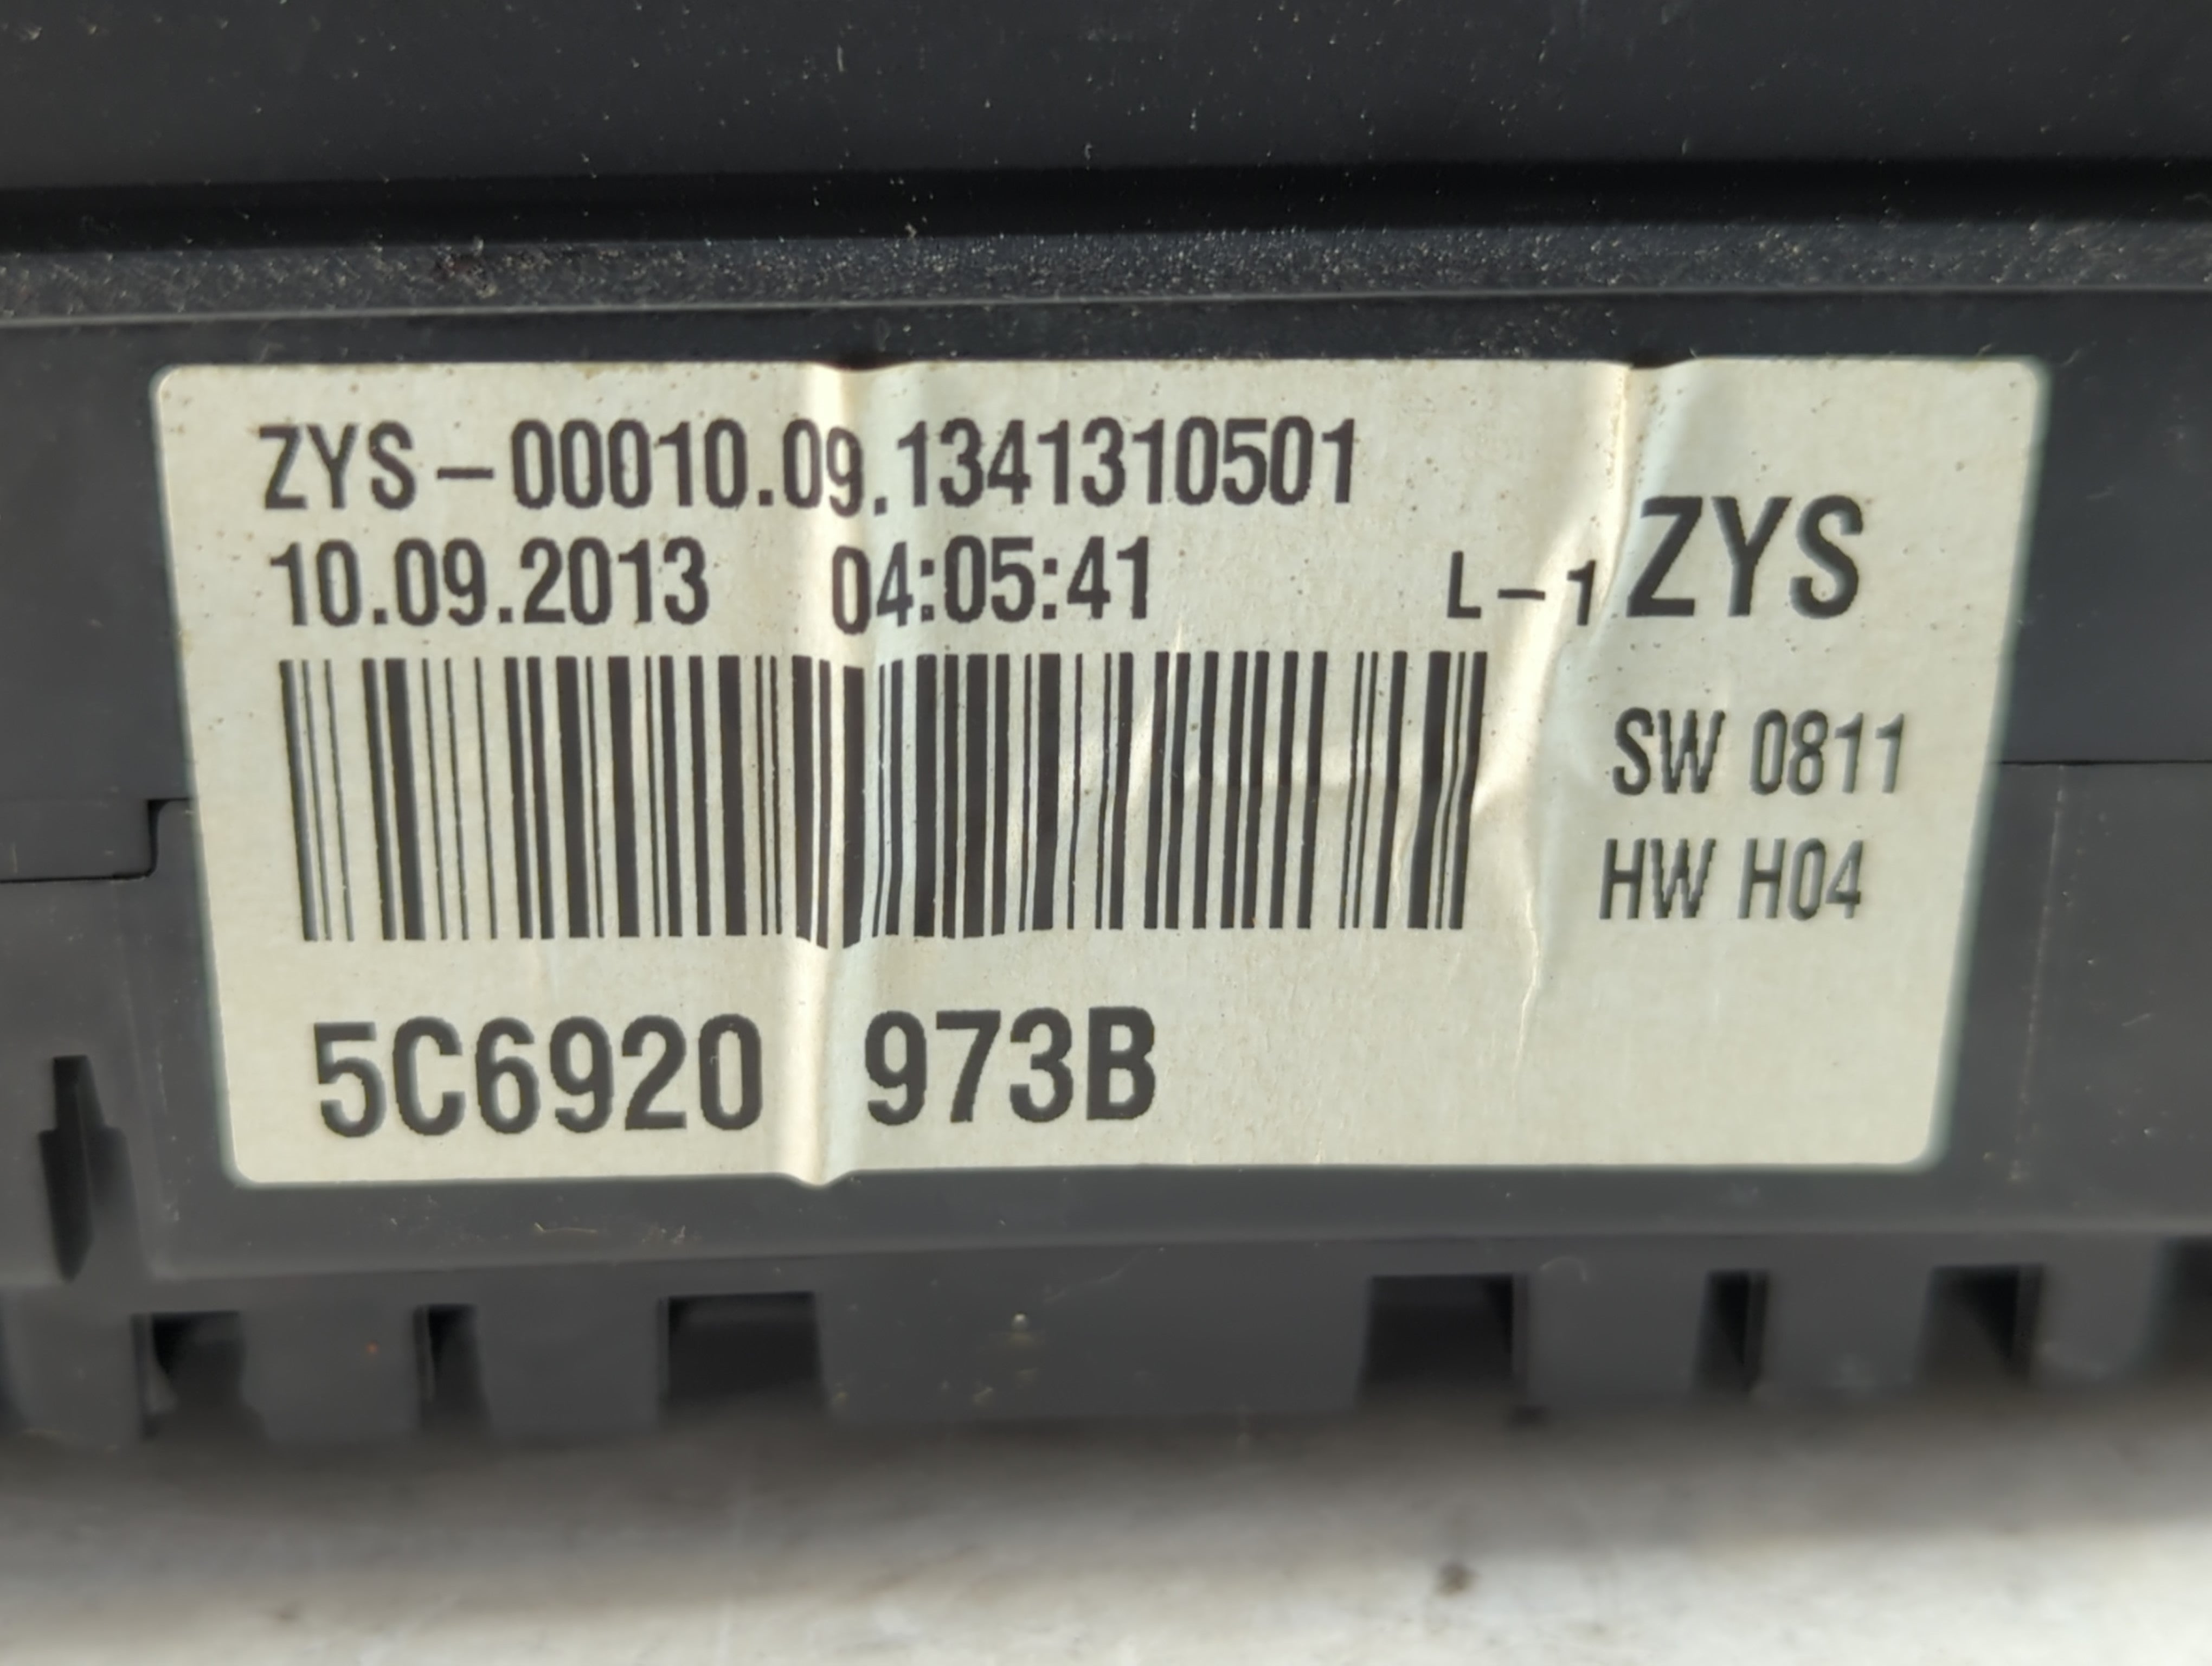 ZYS-00010.09.1341310501
10.09.2013 04:05:41 L-1 ZYS
SW 0811
HW H04
5C6920 973B